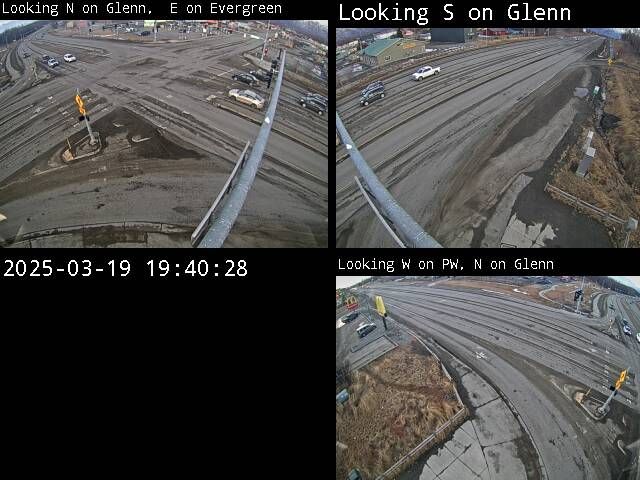 Looking N on Glenn,  E on Evergreen
Looking S on Glenn
2025-03-19 19:40:28
Looking W on PW, N on Glenn